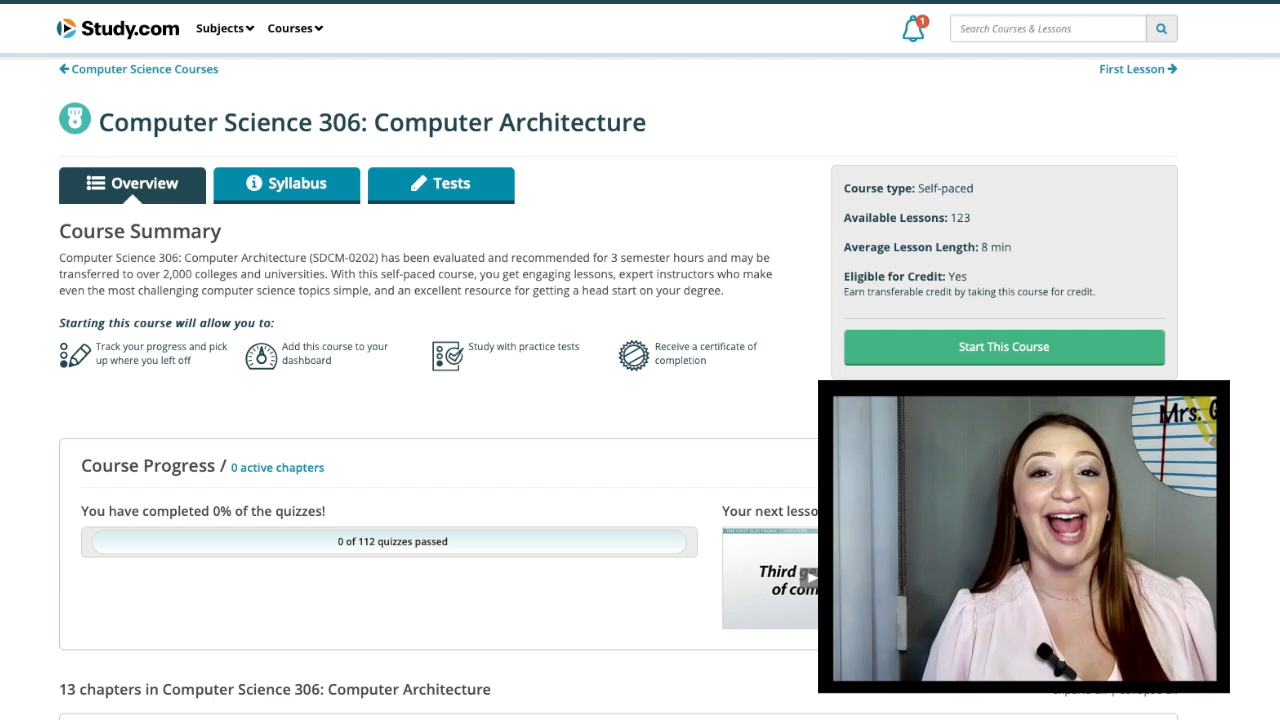 Study.com
Subjects
Courses
1
Search Courses & Lessons
Computer Science Courses
First Lesson
Computer Science 306: Computer Architecture
Overview
Syllabus
Tests
Course Summary
Computer Science 306: Computer Architecture (SDCM-0202) has been evaluated and recommended for 3 semester hours and may be
transferred to over 2,000 colleges and universities. With this self-paced course, you get engaging lessons, expert instructors who make
even the most challenging computer science topics simple, and an excellent resource for getting a head start on your degree.
Starting this course will allow you to:
Track your progress and pick
up where you left off
Add this course to your
dashboard
Study with practice tests
Receive a certificate of
completion
Course type: Self-paced
Available Lessons: 123
Average Lesson Length: 8 min
Eligible for Credit: Yes
Earn transferable credit by taking this course for credit.
Start This Course
Course Progress / 0 active chapters
You have completed 0% of the quizzes!
0 of 112 quizzes passed
Your next lesso
THE FIRST ELECTRONIC COMPUTERS
Third
of com
Mrs.
13 chapters in Computer Science 306: Computer Architecture